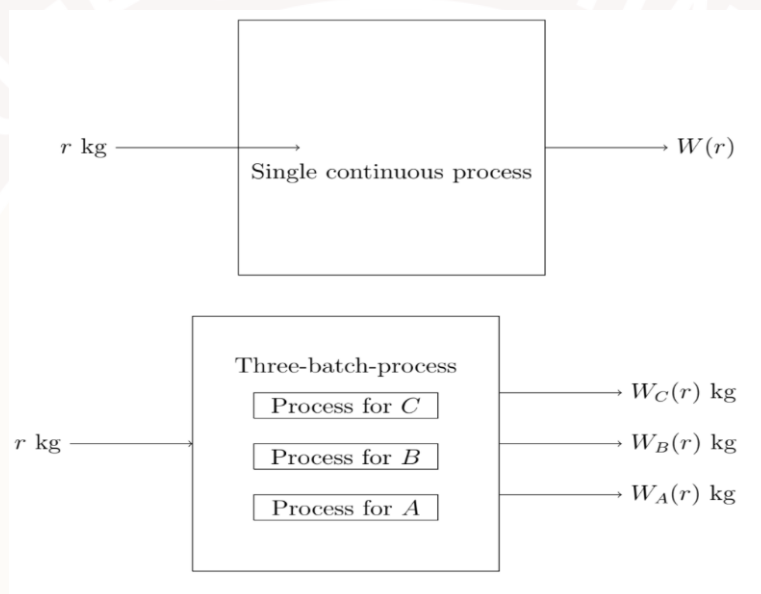 r kg
W(r)
Single continuous process
Three-batch-process
Process for C
W_C(r) kg
r kg
Process for B
W_B(r) kg
Process for A
W_A(r) kg